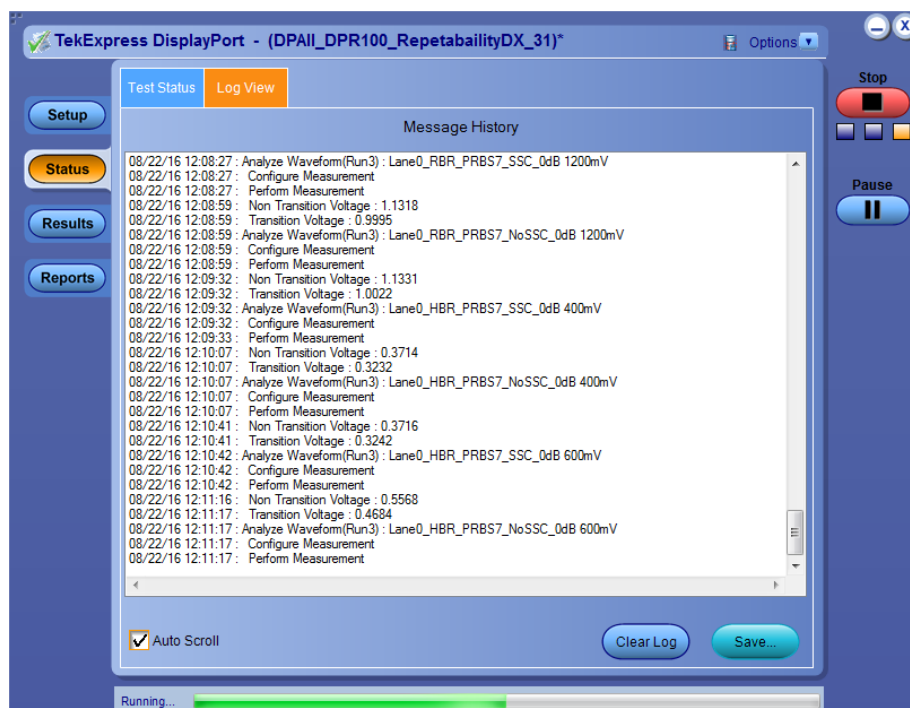 TekExpress DisplayPort - (DPAII_DPR100_RepetabailityDX_31)*
Options
Test Status
Log View
Stop
Setup
Message History
Status
Pause
Results
Reports
08/22/16 12:08:27 : Analyze Waveform(Run3) : Lane0_RBR_PRBS7_SSC_0dB 1200mV
08/22/16 12:08:27 : Configure Measurement
08/22/16 12:08:27 : Perform Measurement
08/22/16 12:08:59 : Non Transition Voltage : 1.1318
08/22/16 12:08:59 : Transition Voltage : 0.9995
08/22/16 12:08:59 : Analyze Waveform(Run3) : Lane0_RBR_PRBS7_NoSSC_0dB 1200mV
08/22/16 12:08:59 : Configure Measurement
08/22/16 12:08:59 : Perform Measurement
08/22/16 12:09:32 : Non Transition Voltage : 1.1331
08/22/16 12:09:32 : Transition Voltage : 1.0022
08/22/16 12:09:32 : Analyze Waveform(Run3) : Lane0_HBR_PRBS7_SSC_0dB 400mV
08/22/16 12:09:32 : Configure Measurement
08/22/16 12:09:33 : Perform Measurement
08/22/16 12:10:07 : Non Transition Voltage : 0.3714
08/22/16 12:10:07 : Transition Voltage : 0.3232
08/22/16 12:10:07 : Analyze Waveform(Run3) : Lane0_HBR_PRBS7_NoSSC_0dB 400mV
08/22/16 12:10:07 : Configure Measurement
08/22/16 12:10:07 : Perform Measurement
08/22/16 12:10:41 : Non Transition Voltage : 0.3716
08/22/16 12:10:41 : Transition Voltage : 0.3242
08/22/16 12:10:42 : Analyze Waveform(Run3) : Lane0_HBR_PRBS7_SSC_0dB 600mV
08/22/16 12:10:42 : Configure Measurement
08/22/16 12:10:42 : Perform Measurement
08/22/16 12:11:16 : Non Transition Voltage : 0.5568
08/22/16 12:11:17 : Transition Voltage : 0.4684
08/22/16 12:11:17 : Analyze Waveform(Run3) : Lane0_HBR_PRBS7_NoSSC_0dB 600mV
08/22/16 12:11:17 : Configure Measurement
08/22/16 12:11:17 : Perform Measurement
Auto Scroll
Clear Log
Save...
Running...